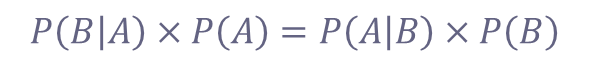 P(B|A) × P(A) = P(A|B) × P(B)